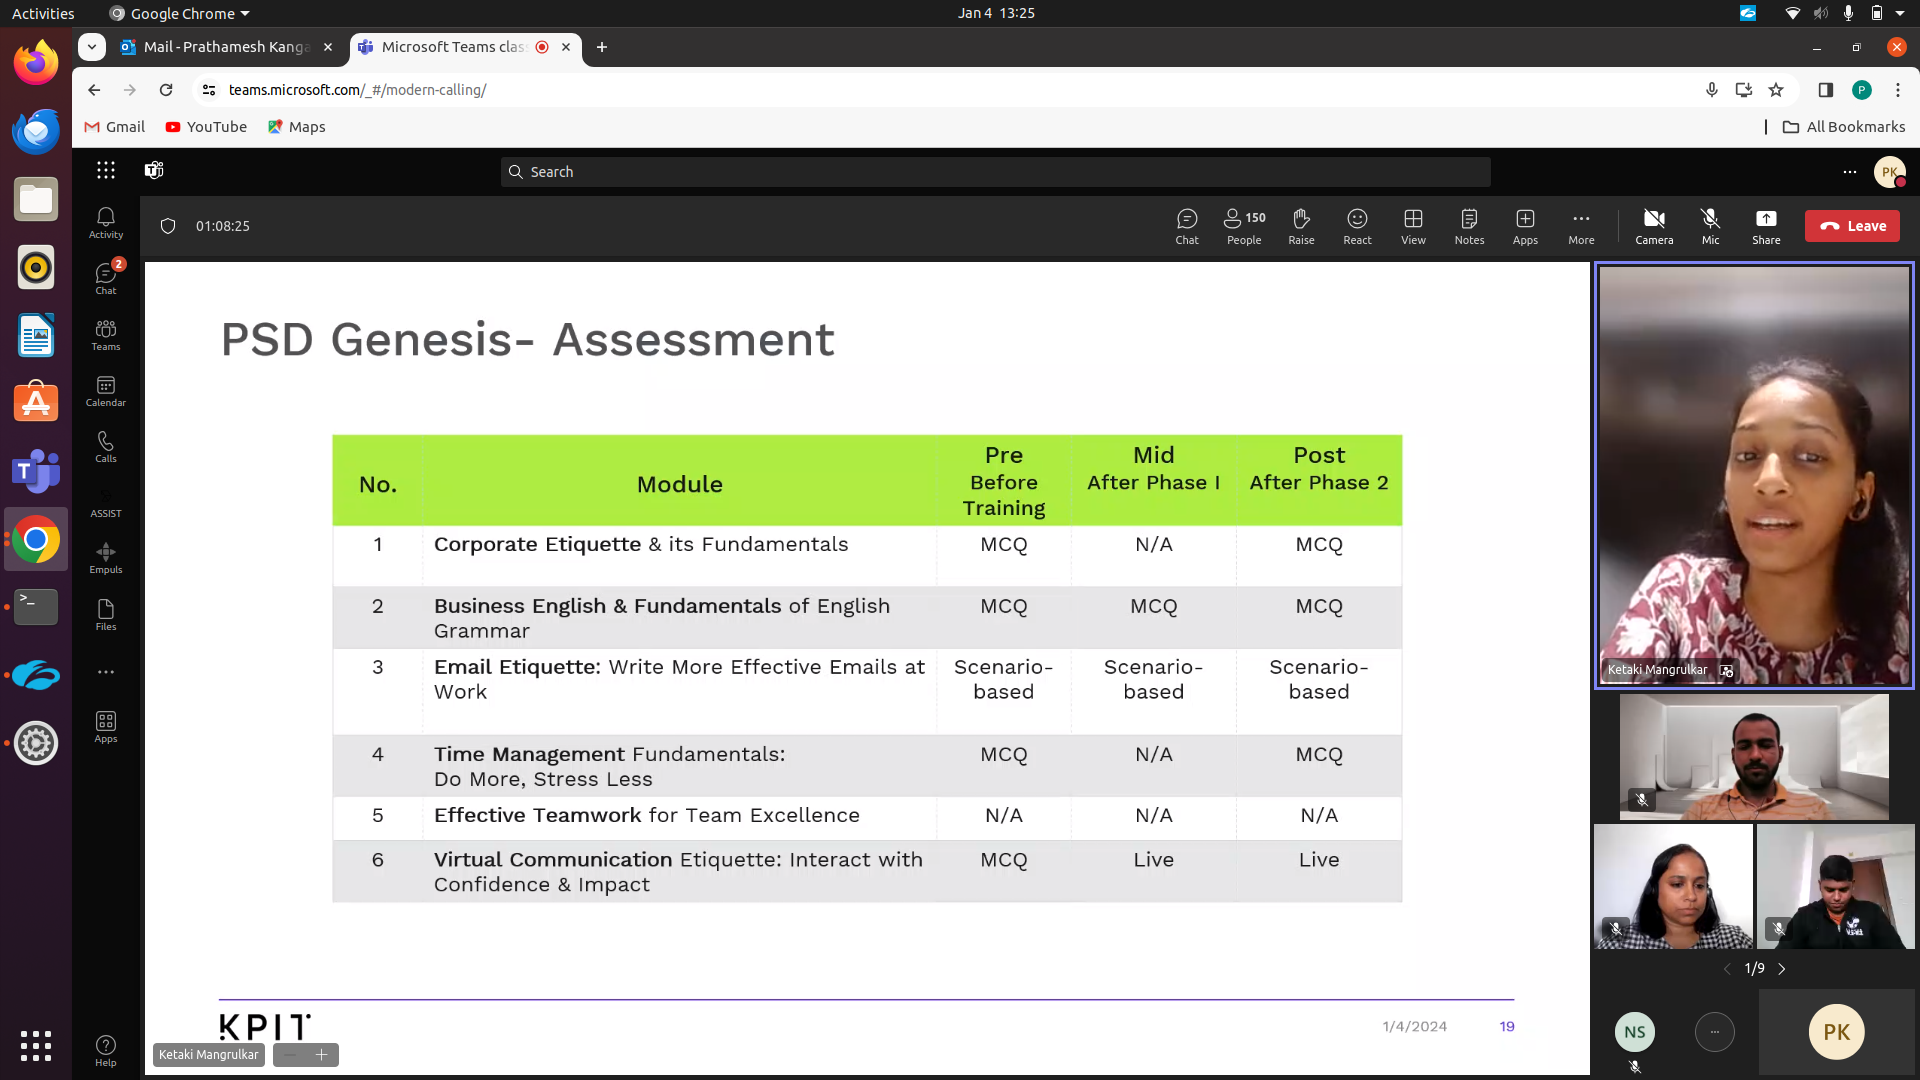 Activities
Google Chrome
Jan 4 13:25
Mail - Prathamesh Kanga
Microsoft Teams clas
teams.microsoft.com/_#/modern-calling/
P
Gmail
YouTube
Maps
All Bookmarks
Search
PK
01:08:25
Chat
150
People
Raise
React
View
Notes
Apps
More
Camera
Mic
Share
Leave
Activity
2
Chat
Teams
Calendar
Calls
ASSIST
Empuls
Files
Apps
Help
PSD Genesis- Assessment
No.
Module
Pre
Before
Training
Mid
After Phase I
Post
After Phase 2
1
Corporate Etiquette & its Fundamentals
MCQ
N/A
MCQ
2
Business English & Fundamentals of English
Grammar
MCQ
MCQ
MCQ
3
Email Etiquette: Write More Effective Emails at
Work
Scenario-
based
Scenario-
based
Scenario-
based
4
Time Management Fundamentals:
Do More, Stress Less
MCQ
N/A
MCQ
5
Effective Teamwork for Team Excellence
N/A
N/A
N/A
6
Virtual Communication Etiquette: Interact with
Confidence & Impact
MCQ
Live
Live
KPIT
1/4/2024
19
Ketaki Mangrulkar
Ketaki Mangrulkar
1/9
NS
PK